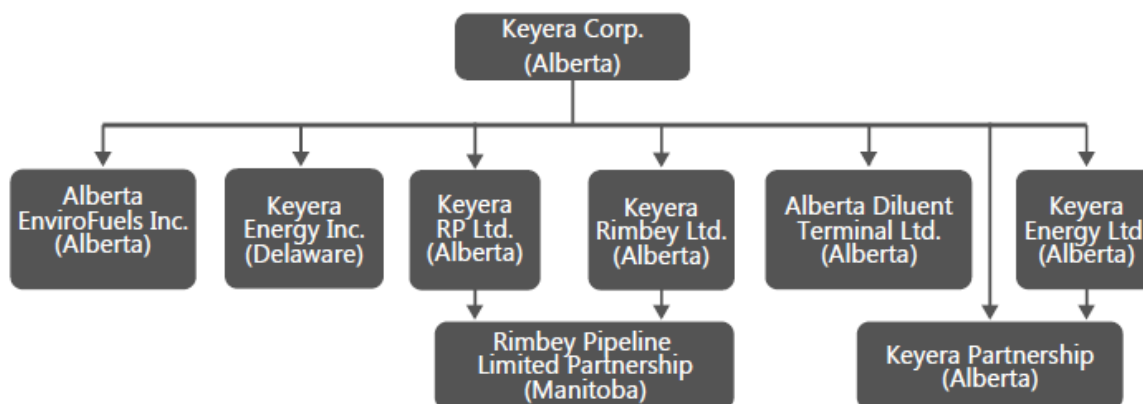 Keyera Corp.
(Alberta)
Alberta
EnviroFuels Inc.
(Alberta)
Keyera
Energy Inc.
(Delaware)
Keyera
RP Ltd.
(Alberta)
Keyera
Rimbey Ltd.
(Alberta)
Alberta Diluent
Terminal Ltd.
(Alberta)
Keyera
Energy Ltd
(Alberta)
Rimbey Pipeline
Limited Partnership
(Manitoba)
Keyera Partnership
(Alberta)